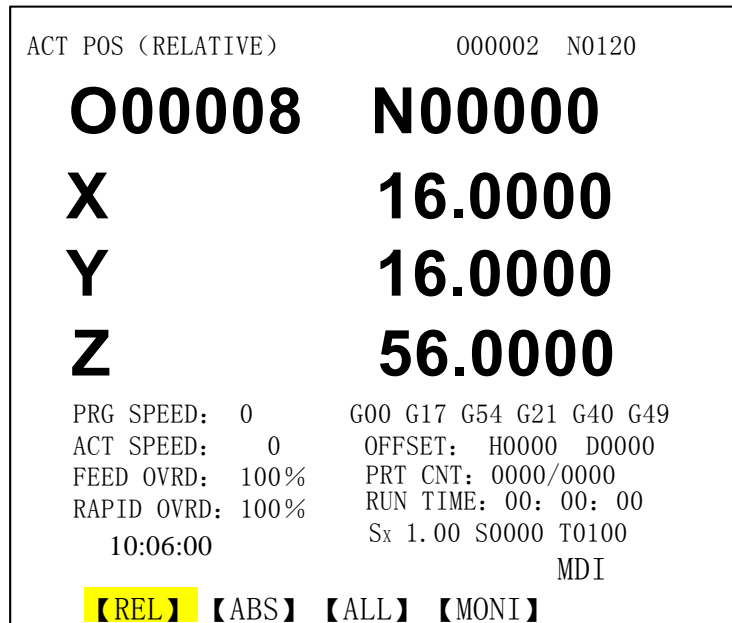 ACT POS（RELATIVE） O00002 N0120
O00008 N00000
X 16.0000
Y 16.0000
Z 56.0000
PRG SPEED： 0 G00 G17 G54 G21 G40 G49
ACT SPEED： 0 OFFSET： H0000 D0000
FEED OVRD： 100% PRT CNT：0000/0000
RAPID OVRD：100% RUN TIME：00：00：00
10:06:00 Sx 1.00 S0000 T0100
MDI
【REL】【ABS】【ALL】【MONI】